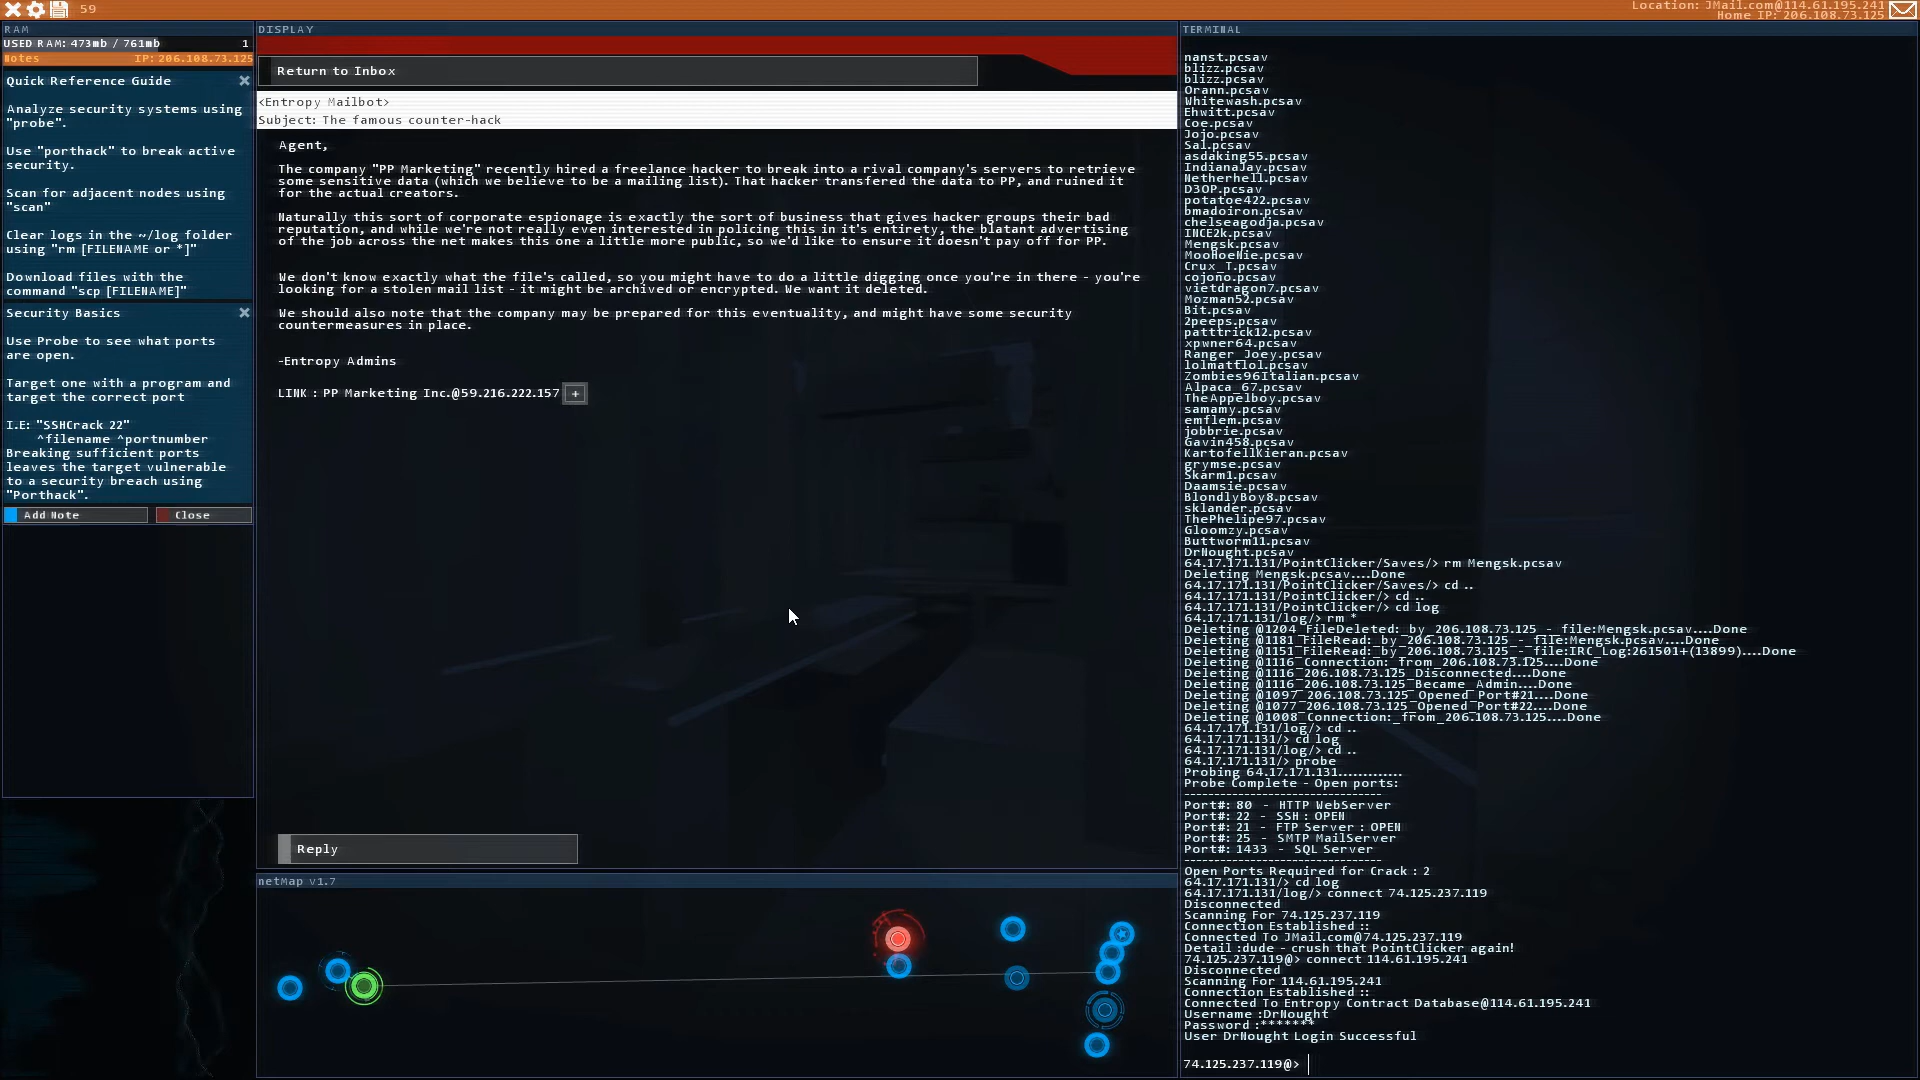 59
Location: JMail.com@114.61.195.241
Home IP: 206.108.73.125
RAM
USED RAM: 473mb / 761mb 1
Notes IP: 206.108.73.125
Quick Reference Guide
Analyze security systems using
"probe".
Use "porthack" to break active
security.
Scan for adjacent nodes using
"scan"
Clear logs in the ~/log folder
using "rm [FILENAME or *]"
Download files with the
command "scp [FILENAME]"
Security Basics
Use Probe to see what ports
are open.
Target one with a program and
target the correct port
I.E: "SSHCrack 22"
^filename ^portnumber
Breaking sufficient ports
leaves the target vulnerable
to a security breach using
"Porthack".
Add Note Close
DISPLAY
Return to Inbox
<Entropy Mailbot>
Subject: The famous counter-hack
Agent,
The company "PP Marketing" recently hired a freelance hacker to break into a rival company's servers to retrieve
some sensitive data (which we believe to be a mailing list). That hacker transfered the data to PP, and ruined it
for the actual creators.
Naturally this sort of corporate espionage is exactly the sort of business that gives hacker groups their bad
reputation, and while we're not really even interested in policing this in it's entirety, the blatant advertising
of the job across the net makes this one a little more public, so we'd like to ensure it doesn't pay off for PP.
We don't know exactly what the file's called, so you might have to do a little digging once you're in there - you're
looking for a stolen mail list - it might be archived or encrypted. We want it deleted.
We should also note that the company may be prepared for this eventuality, and might have some security
countermeasures in place.
-Entropy Admins
LINK : PP Marketing Inc.@59.216.222.157 +
Reply
netMap v1.7
TERMINAL
nanst.pcsav
blizz.pcsav
blizz.pcsav
Orann.pcsav
Whitewash.pcsav
Ehwitt.pcsav
Coe.pcsav
Jojo.pcsav
Sal.pcsav
asdaking55.pcsav
IndianaJay.pcsav
Netherhell.pcsav
D3OP.pcsav
potatoe422.pcsav
bmadoiron.pcsav
chelseagodja.pcsav
INCE2k.pcsav
Mengsk.pcsav
MooHoeNie.pcsav
Crux_T.pcsav
cojono.pcsav
vietdragon7.pcsav
Mozman52.pcsav
Bit.pcsav
2peeps.pcsav
patttrick12.pcsav
xpwner64.pcsav
Ranger_Joey.pcsav
lolmattlol.pcsav
Zombies96Italian.pcsav
Alpaca_67.pcsav
TheAppelboy.pcsav
samamy.pcsav
emflem.pcsav
jobbrie.pcsav
Gavin458.pcsav
KartofellKieran.pcsav
grymse.pcsav
Skarm1.pcsav
Daamsie.pcsav
BlondlyBoy8.pcsav
sklander.pcsav
ThePhelipe97.pcsav
Gloomzy.pcsav
Buttworm11.pcsav
DrNought.pcsav
64.17.171.131/PointClicker/Saves/> rm Mengsk.pcsav
Deleting Mengsk.pcsav....Done
64.17.171.131/PointClicker/Saves/> cd ..
64.17.171.131/PointClicker/> cd ..
64.17.171.131/PointClicker/> cd log
64.17.171.131/log/> rm *
Deleting @1204_FileDeleted:_by_206.108.73.125_-_file:Mengsk.pcsav....Done
Deleting @1181_FileRead:_by_206.108.73.125_-_file:Mengsk.pcsav....Done
Deleting @1151_FileRead:_by_206.108.73.125_-_file:IRC_Log:261501+(13899)....Done
Deleting @1116_Connection:_from_206.108.73.125....Done
Deleting @1116_206.108.73.125_Disconnected....Done
Deleting @1116_206.108.73.125_Became_Admin....Done
Deleting @1097_206.108.73.125_Opened_Port#21....Done
Deleting @1077_206.108.73.125_Opened_Port#22....Done
Deleting @1008_Connection:_from_206.108.73.125....Done
64.17.171.131/log/> cd ..
64.17.171.131/> cd log
64.17.171.131/log/> cd ..
64.17.171.131/> probe
Probing 64.17.171.131.............
Probe Complete - Open ports:
---------------------------------
Port#: 80 - HTTP WebServer
Port#: 22 - SSH : OPEN
Port#: 21 - FTP Server : OPEN
Port#: 25 - SMTP MailServer
Port#: 1433 - SQL Server
---------------------------------
Open Ports Required for Crack : 2
64.17.171.131/> cd log
64.17.171.131/log/> connect 74.125.237.119
Disconnected
Scanning For 74.125.237.119
Connection Established ::
Connected To JMail.com@74.125.237.119
Detail :dude - crush that PointClicker again!
74.125.237.119@> connect 114.61.195.241
Disconnected
Scanning For 114.61.195.241
Connection Established ::
Connected To Entropy Contract Database@114.61.195.241
Username :DrNought
Password :*******
User DrNought Login Successful
74.125.237.119@>